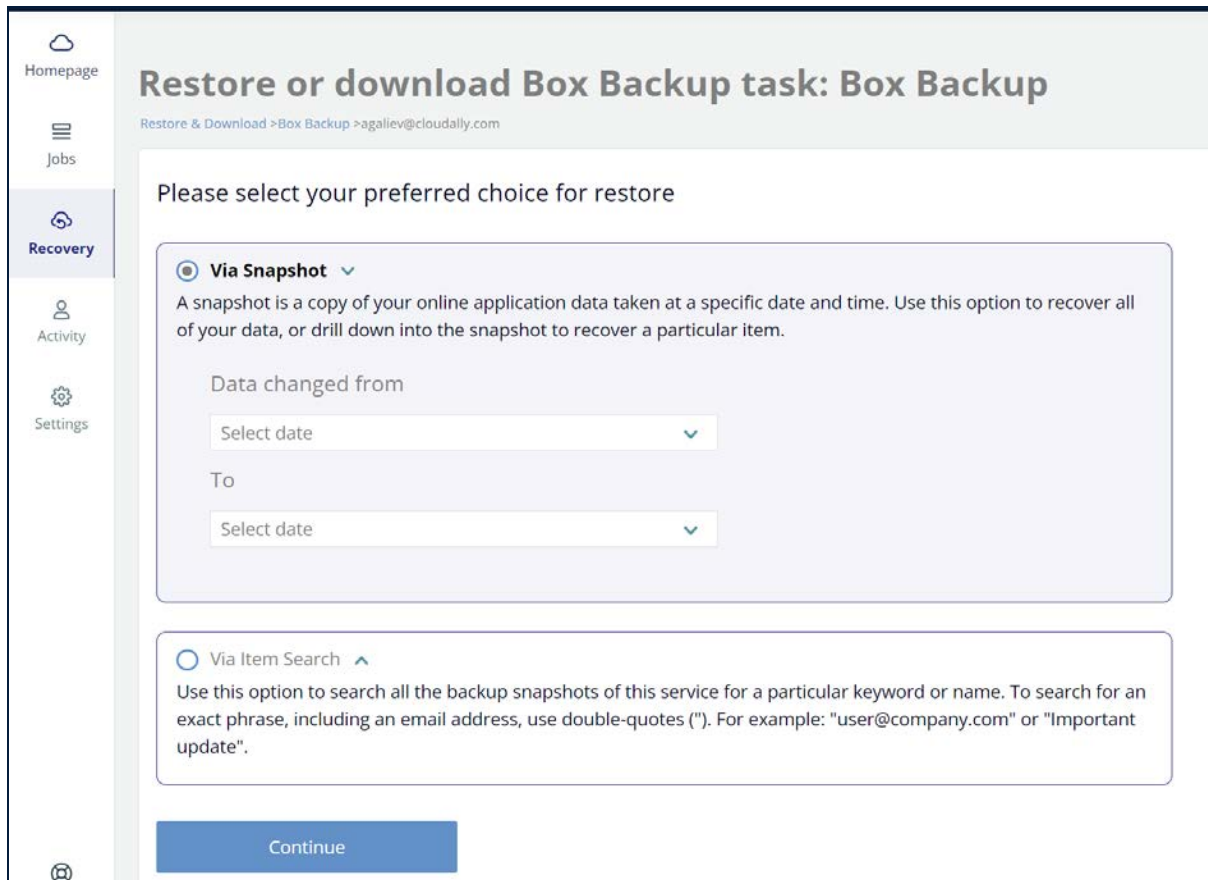 Homepage
Jobs
Recovery
Activity
Settings
Restore or download Box Backup task: Box Backup
Restore & Download >Box Backup >agaliev@cloudally.com
Please select your preferred choice for restore
Via Snapshot
A snapshot is a copy of your online application data taken at a specific date and time. Use this option to recover all
of your data, or drill down into the snapshot to recover a particular item.
Data changed from
Select date
To
Select date
Via Item Search
Use this option to search all the backup snapshots of this service for a particular keyword or name. To search for an
exact phrase, including an email address, use double-quotes ("). For example: "user@company.com" or "Important
update".
Continue